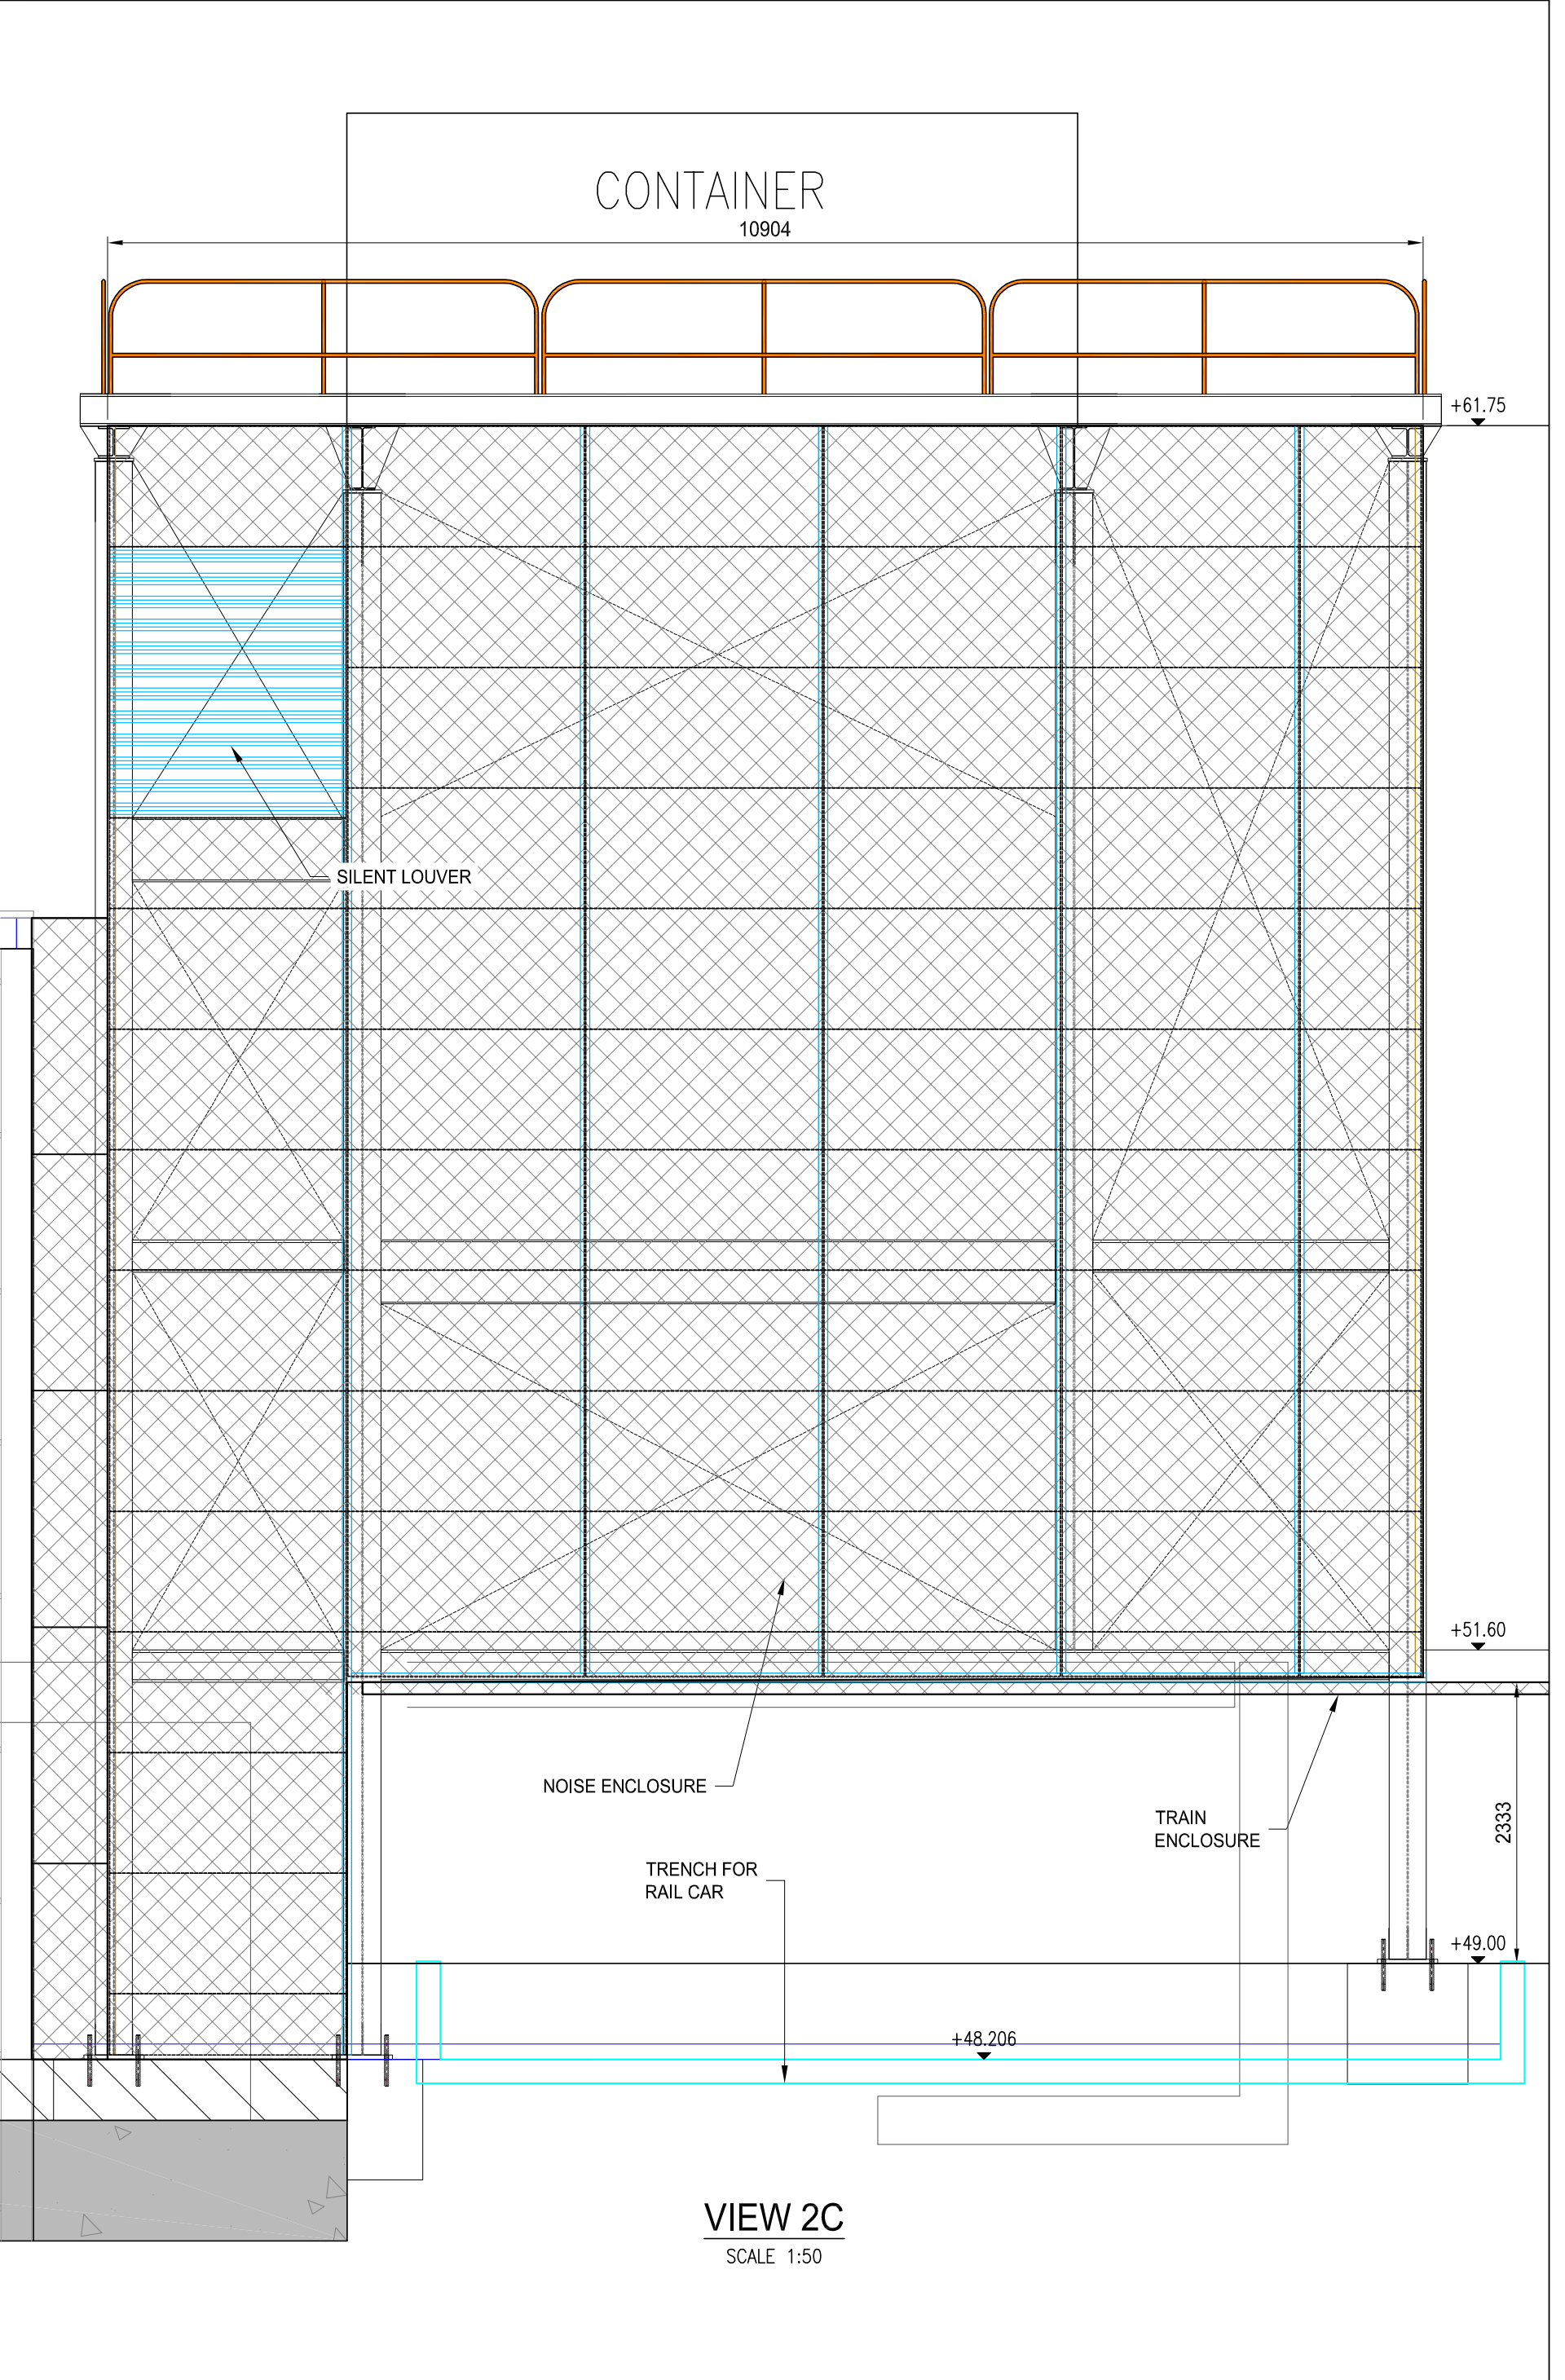 CONTAINER
10904
+61.75
SILENT LOUVER
+51.60
NOISE ENCLOSURE
TRAIN
ENCLOSURE
2333
TRENCH FOR
RAIL CAR
+49.00
+48.206
VIEW 2C
SCALE 1:50